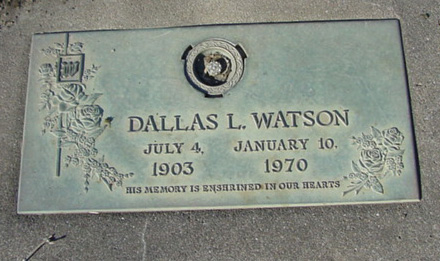 W
DALLAS L. WATSON
JULY 4, JANUARY 10,
1903 1970
HIS MEMORY IS ENSHRINED IN OUR HEARTS